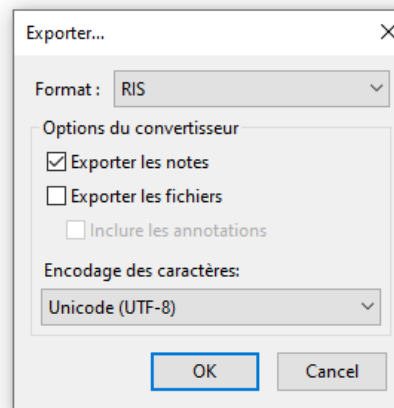 Exporter...
Format : RIS
Options du convertisseur
Exporter les notes
Exporter les fichiers
Inclure les annotations
Encodage des caractères:
Unicode (UTF-8)
OK Cancel